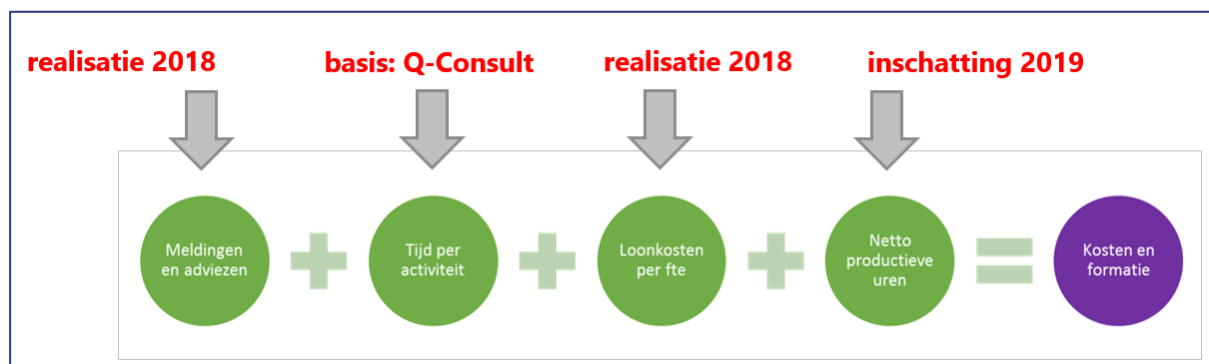 realisatie 2018
basis: Q-Consult
realisatie 2018
inschatting 2019
Meldingen
en adviezen
Tijd per
activiteit
Loonkosten
per fte
Netto
productieve
uren
Kosten en
formatie